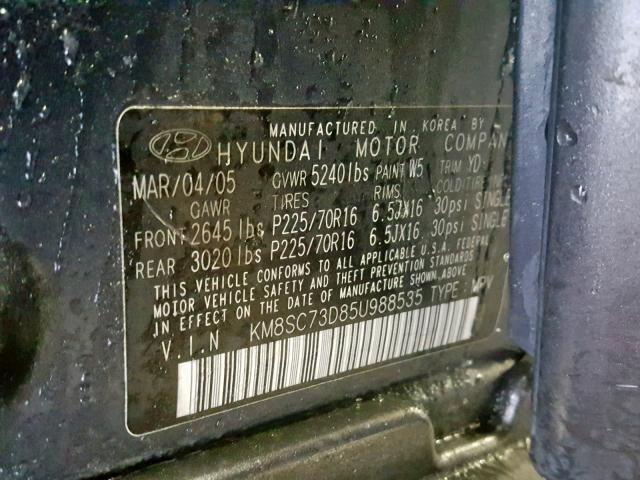 MANUFACTURED IN KOREA BY
HYUNDAI MOTOR COMPAN
MAR/04/05 GVWR 5240lbs PAINT W5 TRIM YD
GAWR TIRES RIMS COLD TIRE
FRONT 2645 lbs P225/70R16 6.5JX16 30psi SINGLE
REAR 3020 lbs P225/70R16 6.5JX16 30psi SINGLE
THIS VEHICLE CONFORMS TO ALL APPLICABLE U.S.A. FEDERAL
MOTOR VEHICLE SAFETY AND THEFT PREVENTION STANDARDS
IN EFFECT ON THE DATE OF MANUFACTURE SHOWN ABOVE.
V.I.N KM8SC73D85U988535 TYPE : MPV